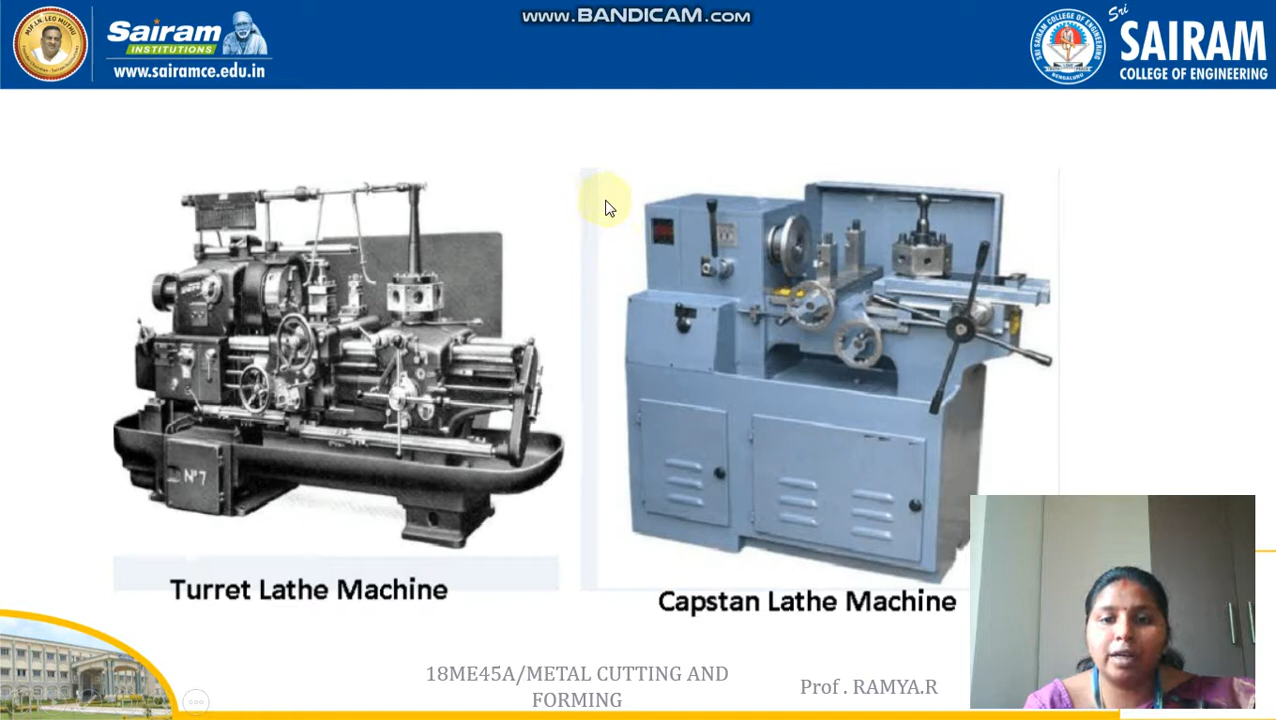 www.BANDICAM.com
Sairam
INSTITUTIONS
www.sairamce.edu.in
Sri
SAIRAM
COLLEGE OF ENGINEERING
Nº7
Turret Lathe Machine
Capstan Lathe Machine
18ME45A/METAL CUTTING AND
FORMING
Prof . RAMYA.R